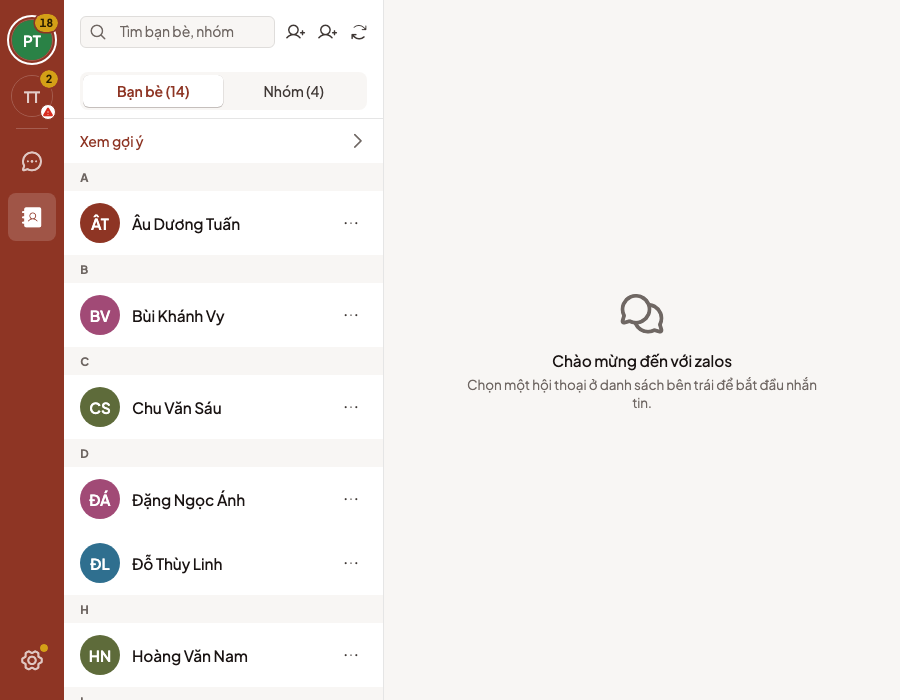 18
PT
2
TT
Tìm bạn bè, nhóm
Bạn bè (14)
Nhóm (4)
Xem gợi ý
A
ÂT
Âu Dương Tuấn
B
BV
Bùi Khánh Vy
C
CS
Chu Văn Sáu
D
ĐÁ
Đặng Ngọc Ánh
ĐL
Đỗ Thùy Linh
H
HN
Hoàng Văn Nam
Chào mừng đến với zalos
Chọn một hội thoại ở danh sách bên trái để bắt đầu nhắn
tin.